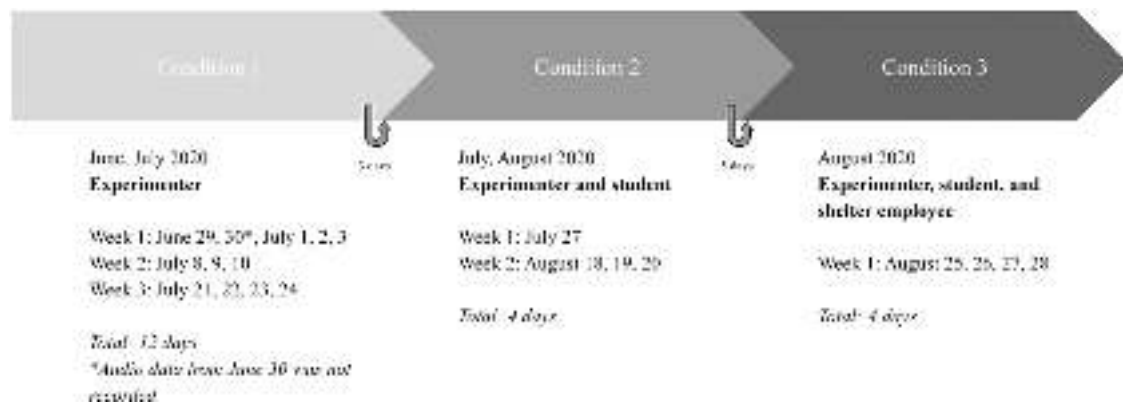 Condition 1
Condition 2
Condition 3
June, July 2020
Experimenter
Week 1: June 29, 30*, July 1, 2, 3
Week 2: July 8, 9, 10
Week 3: July 21, 22, 23, 24
Total: 12 days
*Audio data from June 30 was not
recorded
July, August 2020
Experimenter and student
Week 1: July 27
Week 2: August 18, 19, 20
Total: 4 days
days
August 2020
Experimenter, student, and
shelter employee
Week 1: August 25, 26, 27, 28
Total: 4 days